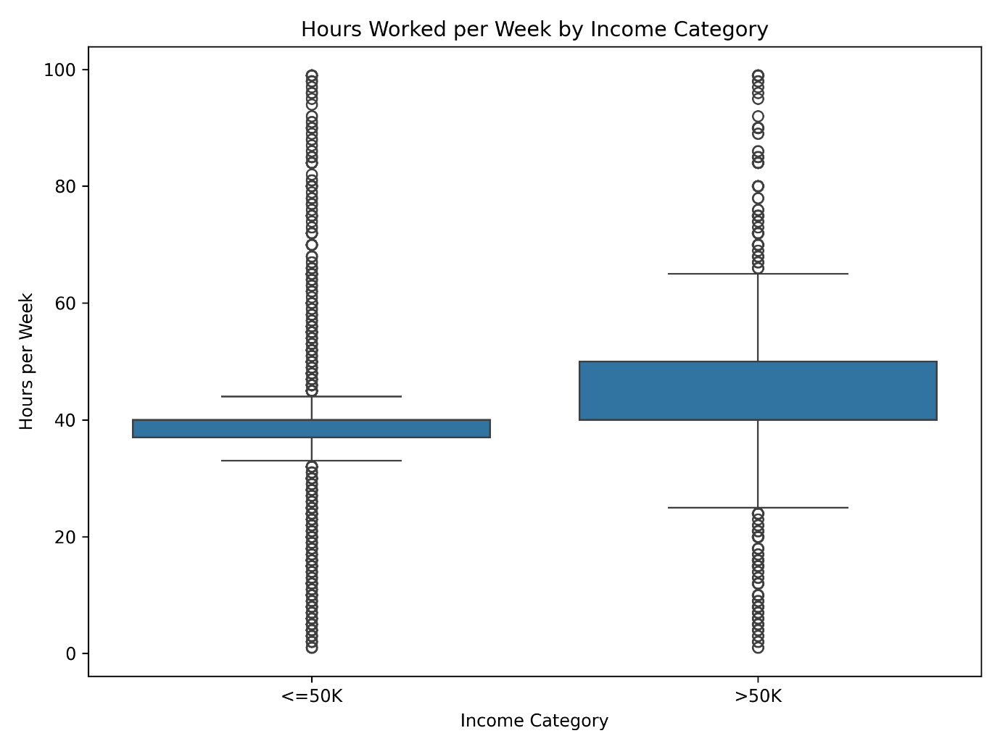 Hours Worked per Week by Income Category
Hours per Week
100
80
60
40
20
0
<=50K
>50K
Income Category